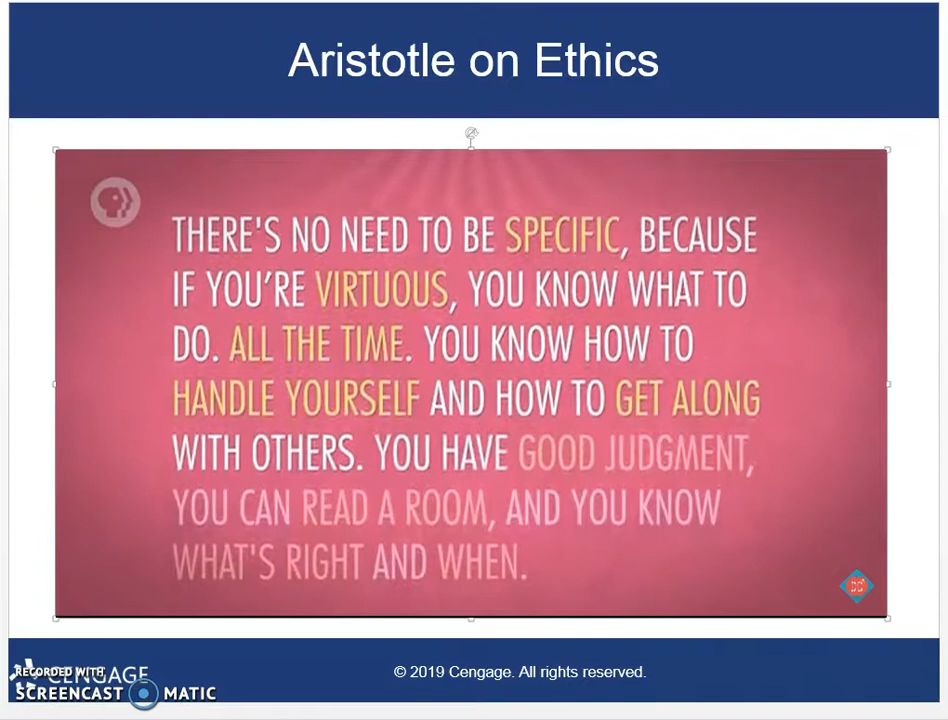 Aristotle on Ethics
THERE'S NO NEED TO BE SPECIFIC, BECAUSE
IF YOU'RE VIRTUOUS, YOU KNOW WHAT TO
DO. ALL THE TIME. YOU KNOW HOW TO
HANDLE YOURSELF AND HOW TO GET ALONG
WITH OTHERS. YOU HAVE GOOD JUDGMENT,
YOU CAN READ A ROOM, AND YOU KNOW
WHAT'S RIGHT AND WHEN.
CC
© 2019 Cengage. All rights reserved.
CENGAGE
RECORDED WITH
SCREENCAST MATIC